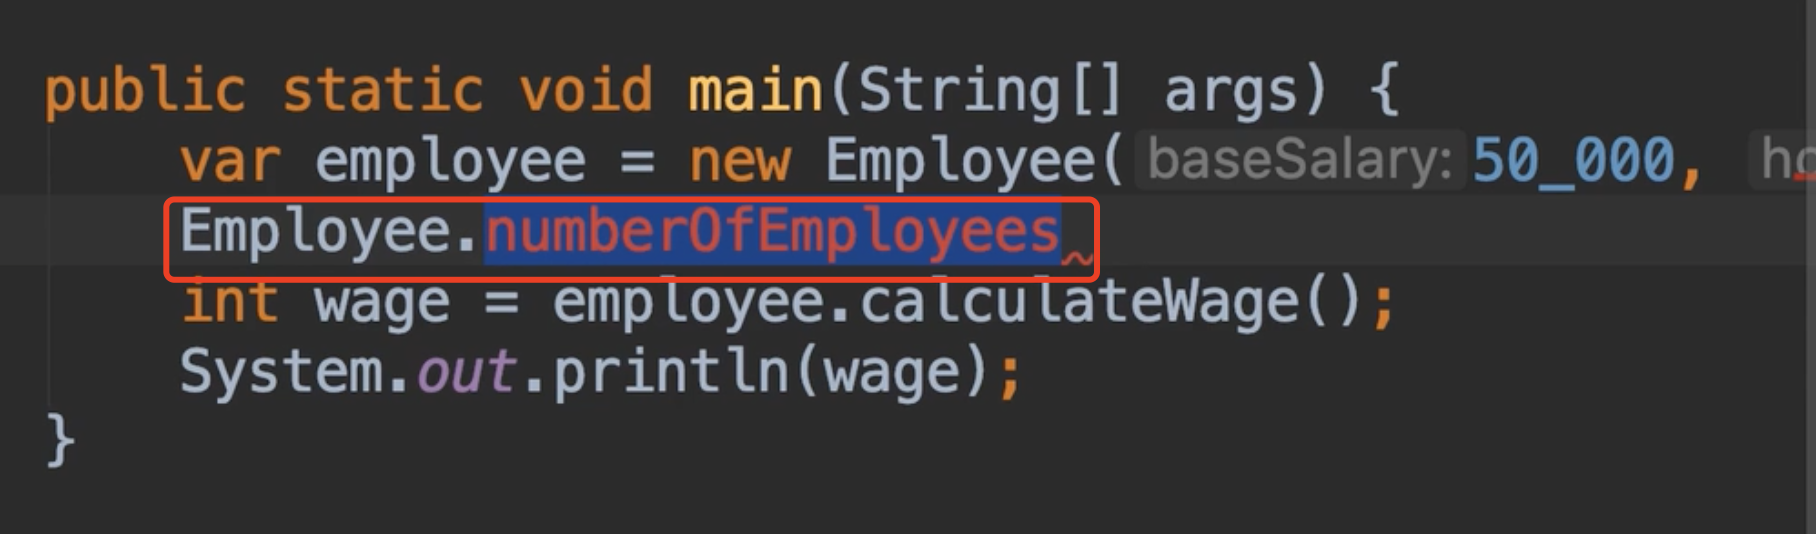 public static void main(String[] args) {
var employee = new Employee( baseSalary: 50_000,
Employee.numberOfEmployees
int wage = employee.calculateWage();
System.out.println(wage);
}